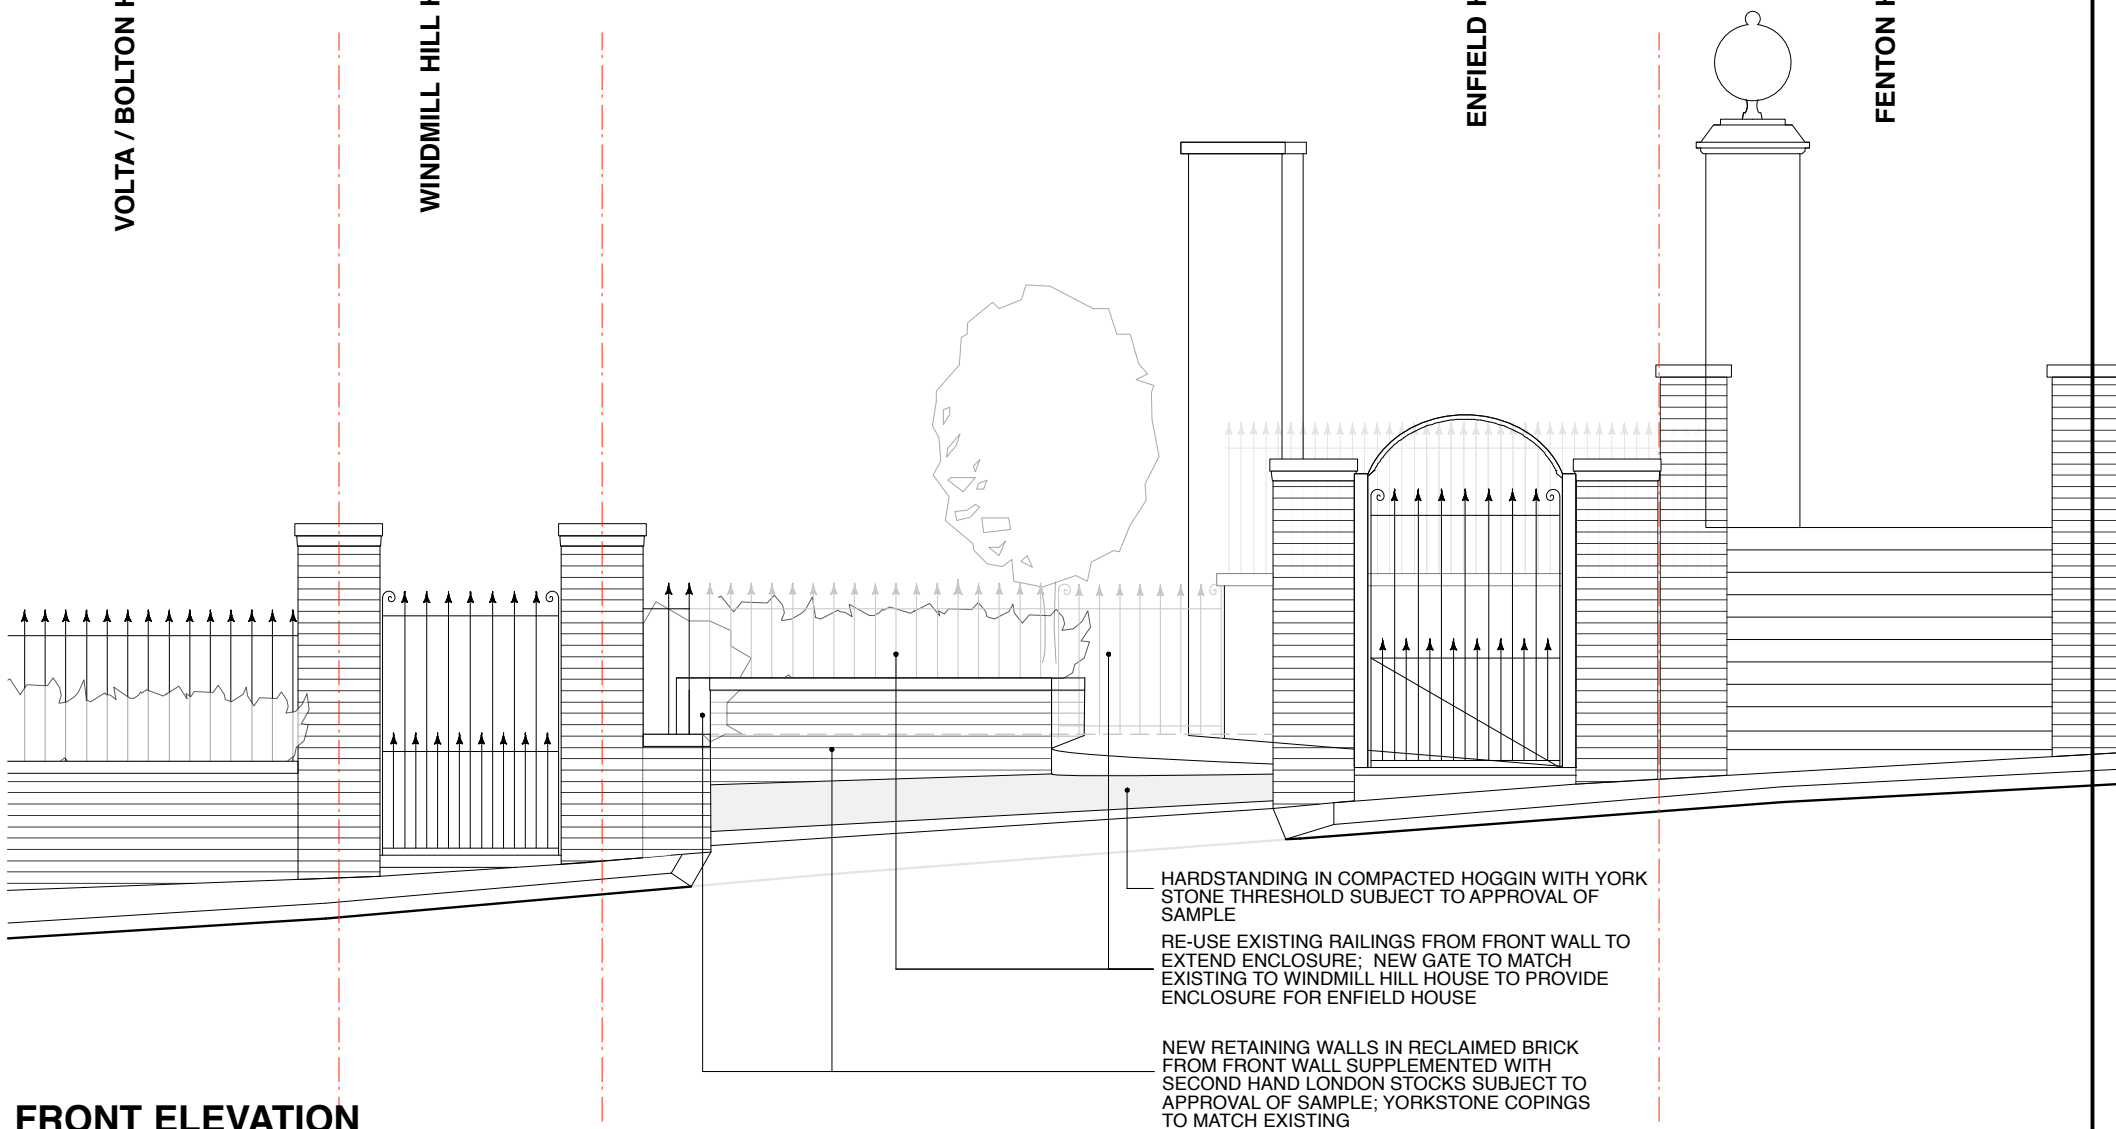 VOLTA / BOLTON H
WINDMILL HILL H
ENFIELD H
FENTON H
HARDSTANDING IN COMPACTED HOGGIN WITH YORK
STONE THRESHOLD SUBJECT TO APPROVAL OF
SAMPLE
RE-USE EXISTING RAILINGS FROM FRONT WALL TO
EXTEND ENCLOSURE; NEW GATE TO MATCH
EXISTING TO WINDMILL HILL HOUSE TO PROVIDE
ENCLOSURE FOR ENFIELD HOUSE
NEW RETAINING WALLS IN RECLAIMED BRICK
FROM FRONT WALL SUPPLEMENTED WITH
SECOND HAND LONDON STOCKS SUBJECT TO
APPROVAL OF SAMPLE; YORKSTONE COPINGS
TO MATCH EXISTING
FRONT ELEVATION